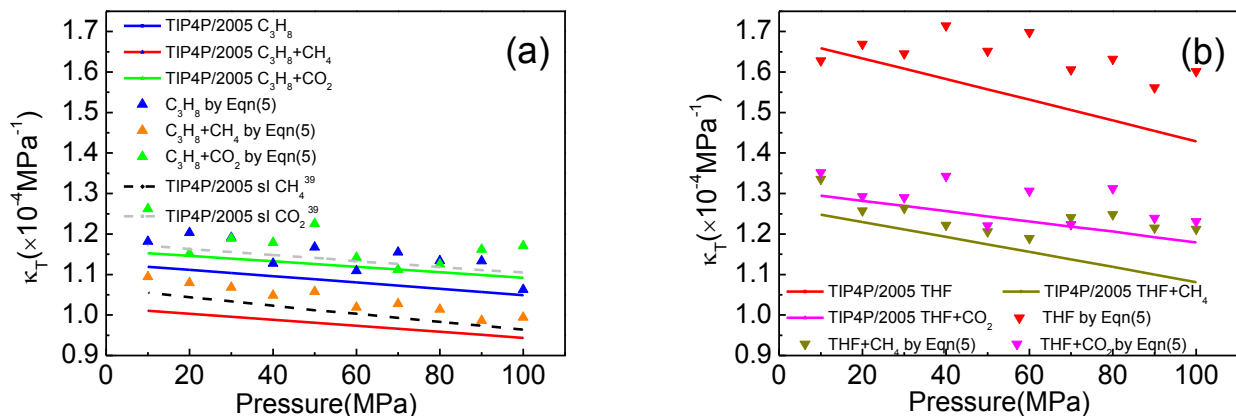 (a)
κ_T(×10⁻⁴MPa⁻¹)
1.7
1.6
1.5
1.4
1.3
1.2
1.1
1.0
0.9
TIP4P/2005 C₃H₈
TIP4P/2005 C₃H₈+CH₄
TIP4P/2005 C₃H₈+CO₂
C₃H₈ by Eqn(5)
C₃H₈+CH₄ by Eqn(5)
C₃H₈+CO₂ by Eqn(5)
TIP4P/2005 sI CH₄³⁹
TIP4P/2005 sI CO₂³⁹
0 20 40 60 80 100
Pressure(MPa)
(b)
κ_T(×10⁻⁴MPa⁻¹)
1.7
1.6
1.5
1.4
1.3
1.2
1.1
1.0
0.9
TIP4P/2005 THF TIP4P/2005 THF+CH₄
TIP4P/2005 THF+CO₂ THF by Eqn(5)
THF+CH₄ by Eqn(5) THF+CO₂ by Eqn(5)
0 20 40 60 80 100
Pressure(MPa)